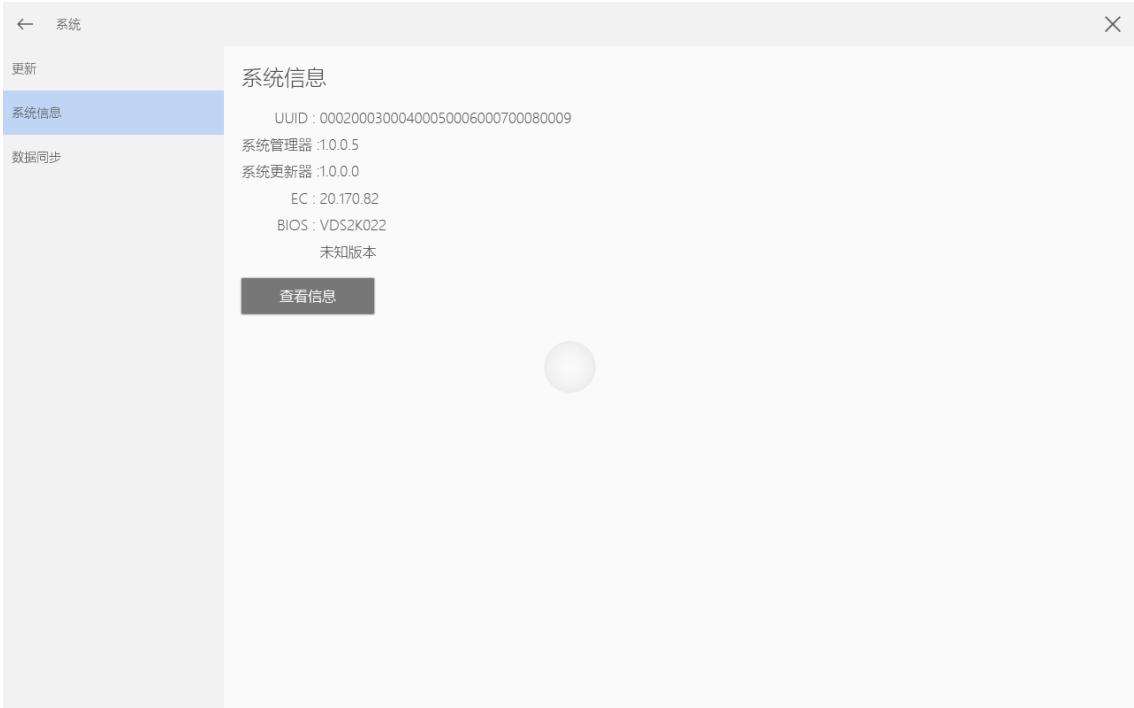 系统
更新
系统信息
数据同步
系统信息
UUID : 00020003000400050006000700080009
系统管理器 :1.0.0.5
系统更新器 :1.0.0.0
EC : 20.170.82
BIOS : VDS2K022
未知版本
查看信息